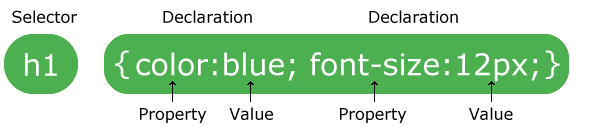 Selector Declaration Declaration
h1 {color:blue; font-size:12px;}
Property Value Property Value